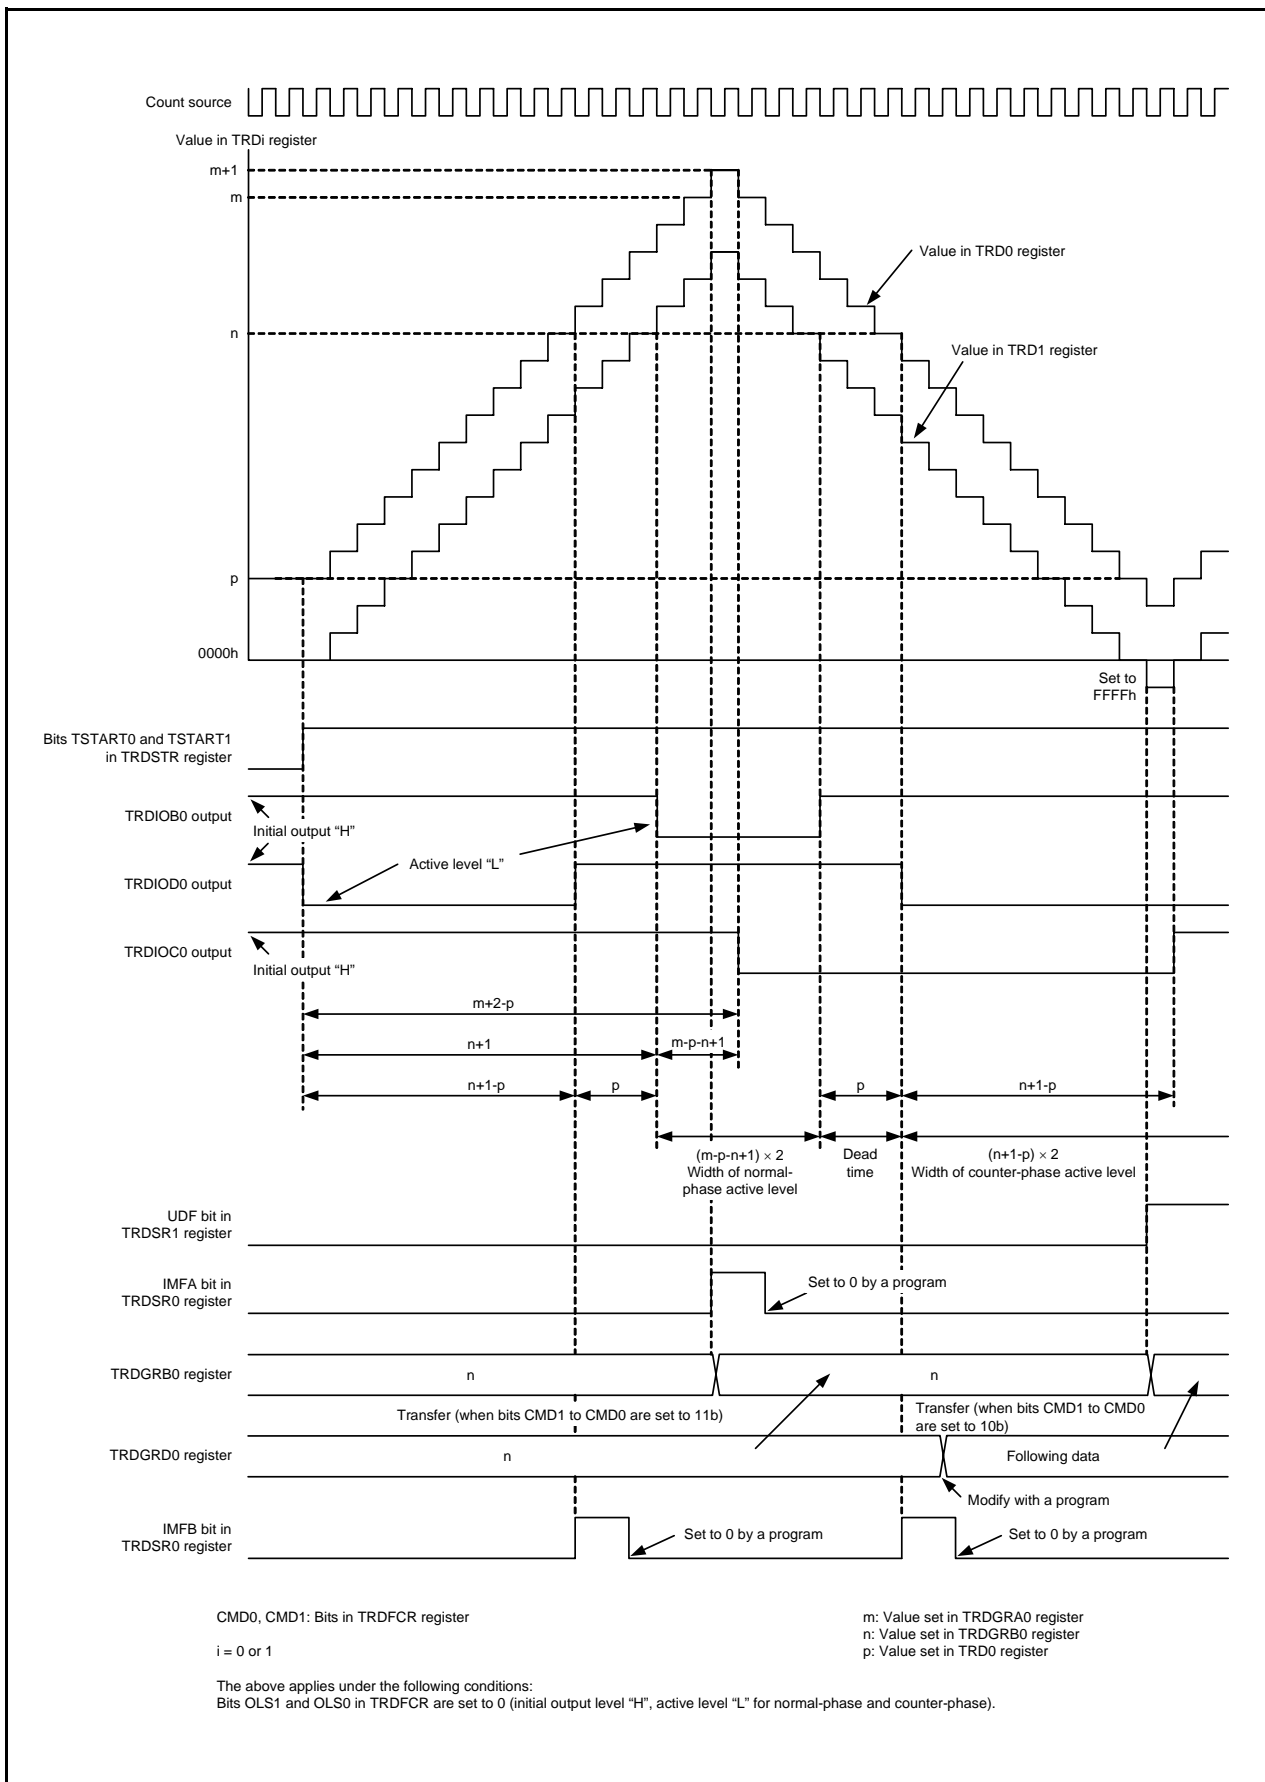 Count source
Value in TRDi register
m+1
m
Value in TRD0 register
n
Value in TRD1 register
p
0000h
Set to
FFFFh
Bits TSTART0 and TSTART1
in TRDSTR register
TRDIOB0 output
Initial output “H”
Active level “L”
TRDIOD0 output
TRDIOC0 output
Initial output “H”
m+2-p
n+1
m-p-n+1
n+1-p
p
p
n+1-p
(m-p-n+1) × 2
Width of normal-
phase active level
Dead
time
(n+1-p) × 2
Width of counter-phase active level
UDF bit in
TRDSR1 register
IMFA bit in
TRDSR0 register
Set to 0 by a program
TRDGRB0 register
n
n
Transfer (when bits CMD1 to CMD0 are set to 11b)
Transfer (when bits CMD1 to CMD0
are set to 10b)
TRDGRD0 register
n
Following data
Modify with a program
IMFB bit in
TRDSR0 register
Set to 0 by a program
Set to 0 by a program
CMD0, CMD1: Bits in TRDFCR register
i = 0 or 1
m: Value set in TRDGRA0 register
n: Value set in TRDGRB0 register
p: Value set in TRD0 register
The above applies under the following conditions:
Bits OLS1 and OLS0 in TRDFCR are set to 0 (initial output level “H”, active level “L” for normal-phase and counter-phase).